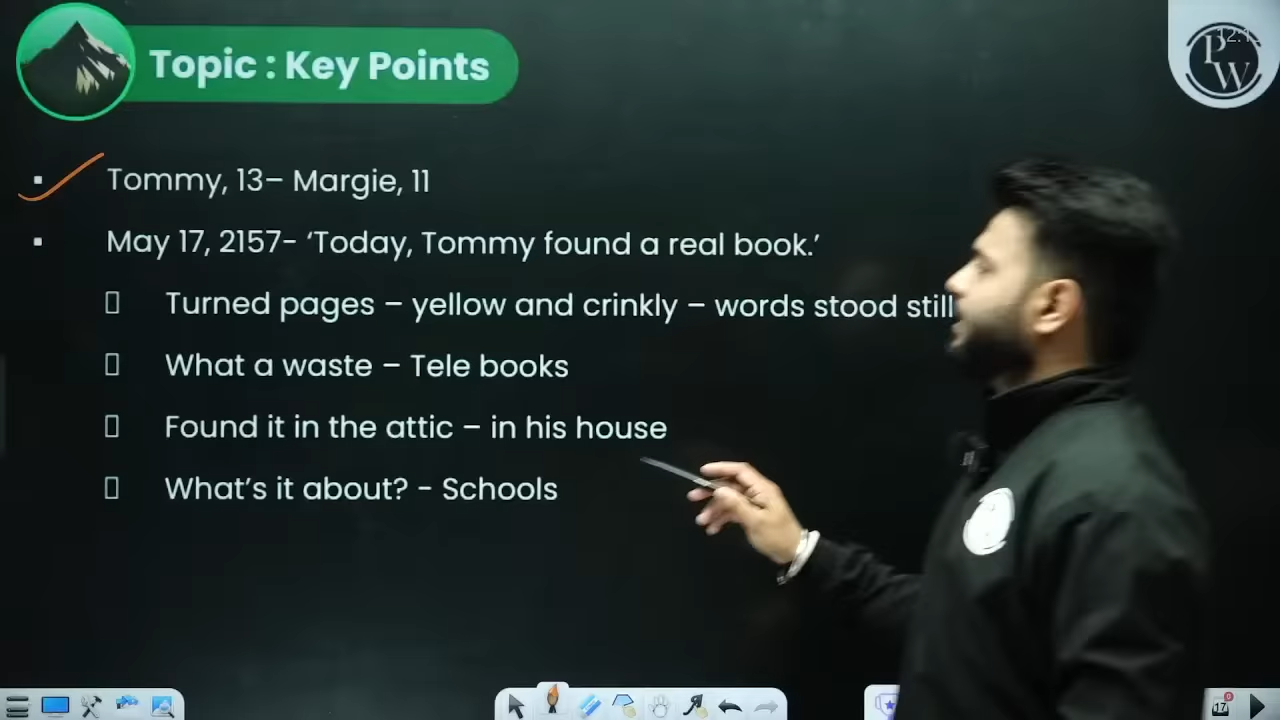 Topic : Key Points
Tommy, 13– Margie, 11
May 17, 2157- ‘Today, Tommy found a real book.’
Turned pages – yellow and crinkly – words stood still
What a waste – Tele books
Found it in the attic – in his house
What’s it about? - Schools
P
W
17